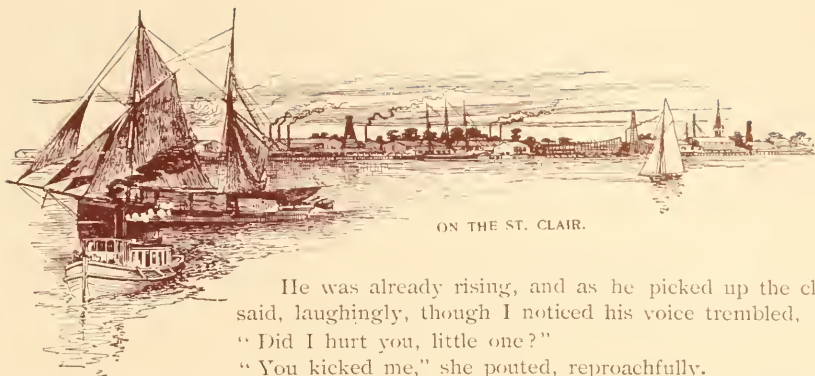 ON THE ST. CLAIR.
He was already rising, and as he picked up the
said, laughingly, though I noticed his voice trembled,
“ Did I hurt you, little one?”
“ You kicked me,” she pouted, reproachfully.